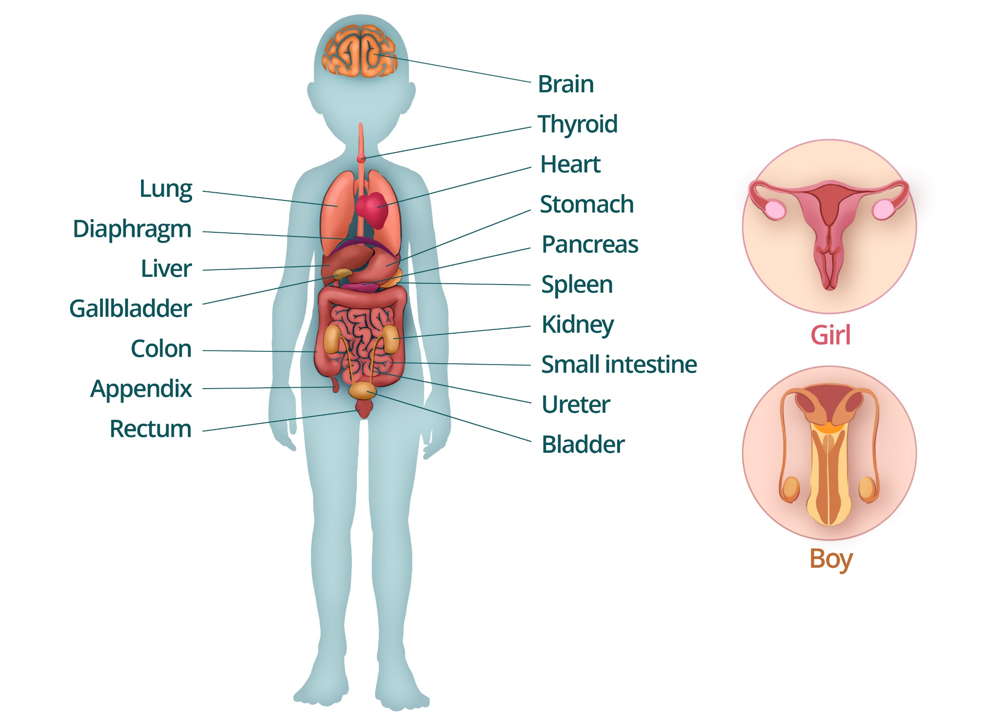 Brain
Thyroid
Heart
Stomach
Pancreas
Spleen
Kidney
Small intestine
Ureter
Bladder
Lung
Diaphragm
Liver
Gallbladder
Colon
Appendix
Rectum
Girl
Boy